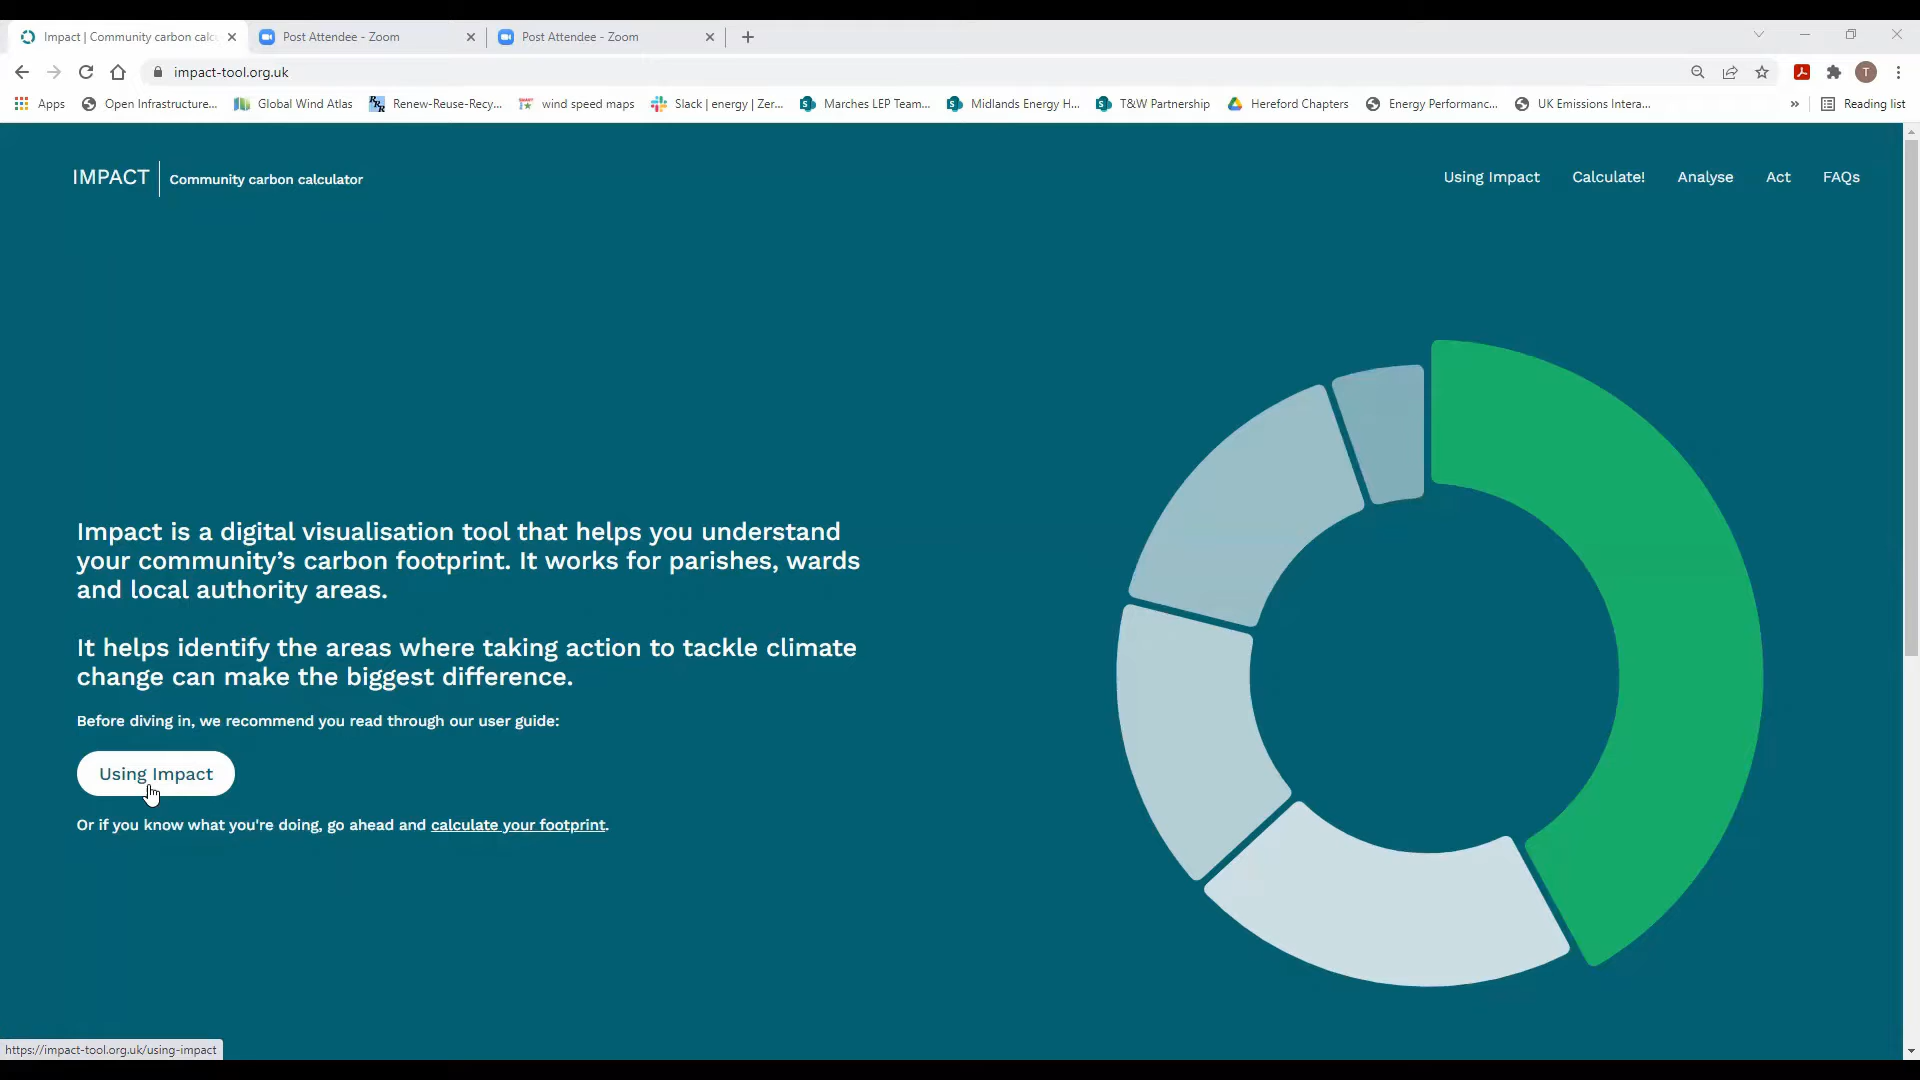 Impact | Community carbon calc
Post Attendee - Zoom
Post Attendee - Zoom
impact-tool.org.uk
T
Apps
Open Infrastructure...
Global Wind Atlas
Renew-Reuse-Recy...
wind speed maps
Slack | energy | Zer...
Marches LEP Team...
Midlands Energy H...
T&W Partnership
Hereford Chapters
Energy Performanc...
UK Emissions Intera...
»
Reading list
IMPACT
Community carbon calculator
Using Impact
Calculate!
Analyse
Act
FAQs
Impact is a digital visualisation tool that helps you understand
your community’s carbon footprint. It works for parishes, wards
and local authority areas.
It helps identify the areas where taking action to tackle climate
change can make the biggest difference.
Before diving in, we recommend you read through our user guide:
Using Impact
Or if you know what you're doing, go ahead and calculate your footprint.
https://impact-tool.org.uk/using-impact